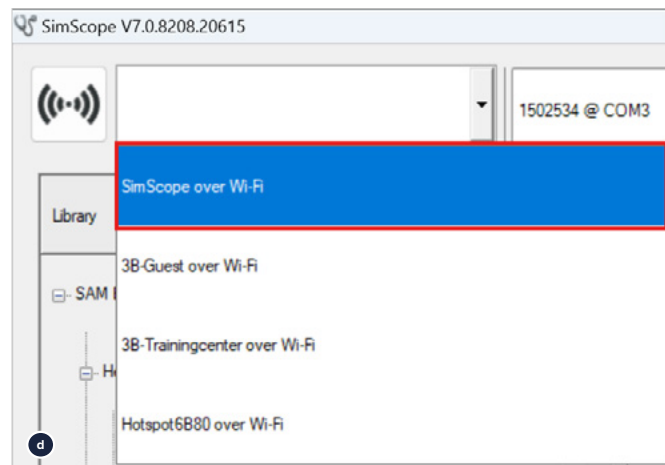 SimScope V7.0.8208.20615
1502534 @ COM3
SimScope over Wi-Fi
Library
3B-Guest over Wi-Fi
SAM
3B-Trainingcenter over Wi-Fi
Hotspot6B80 over Wi-Fi
d